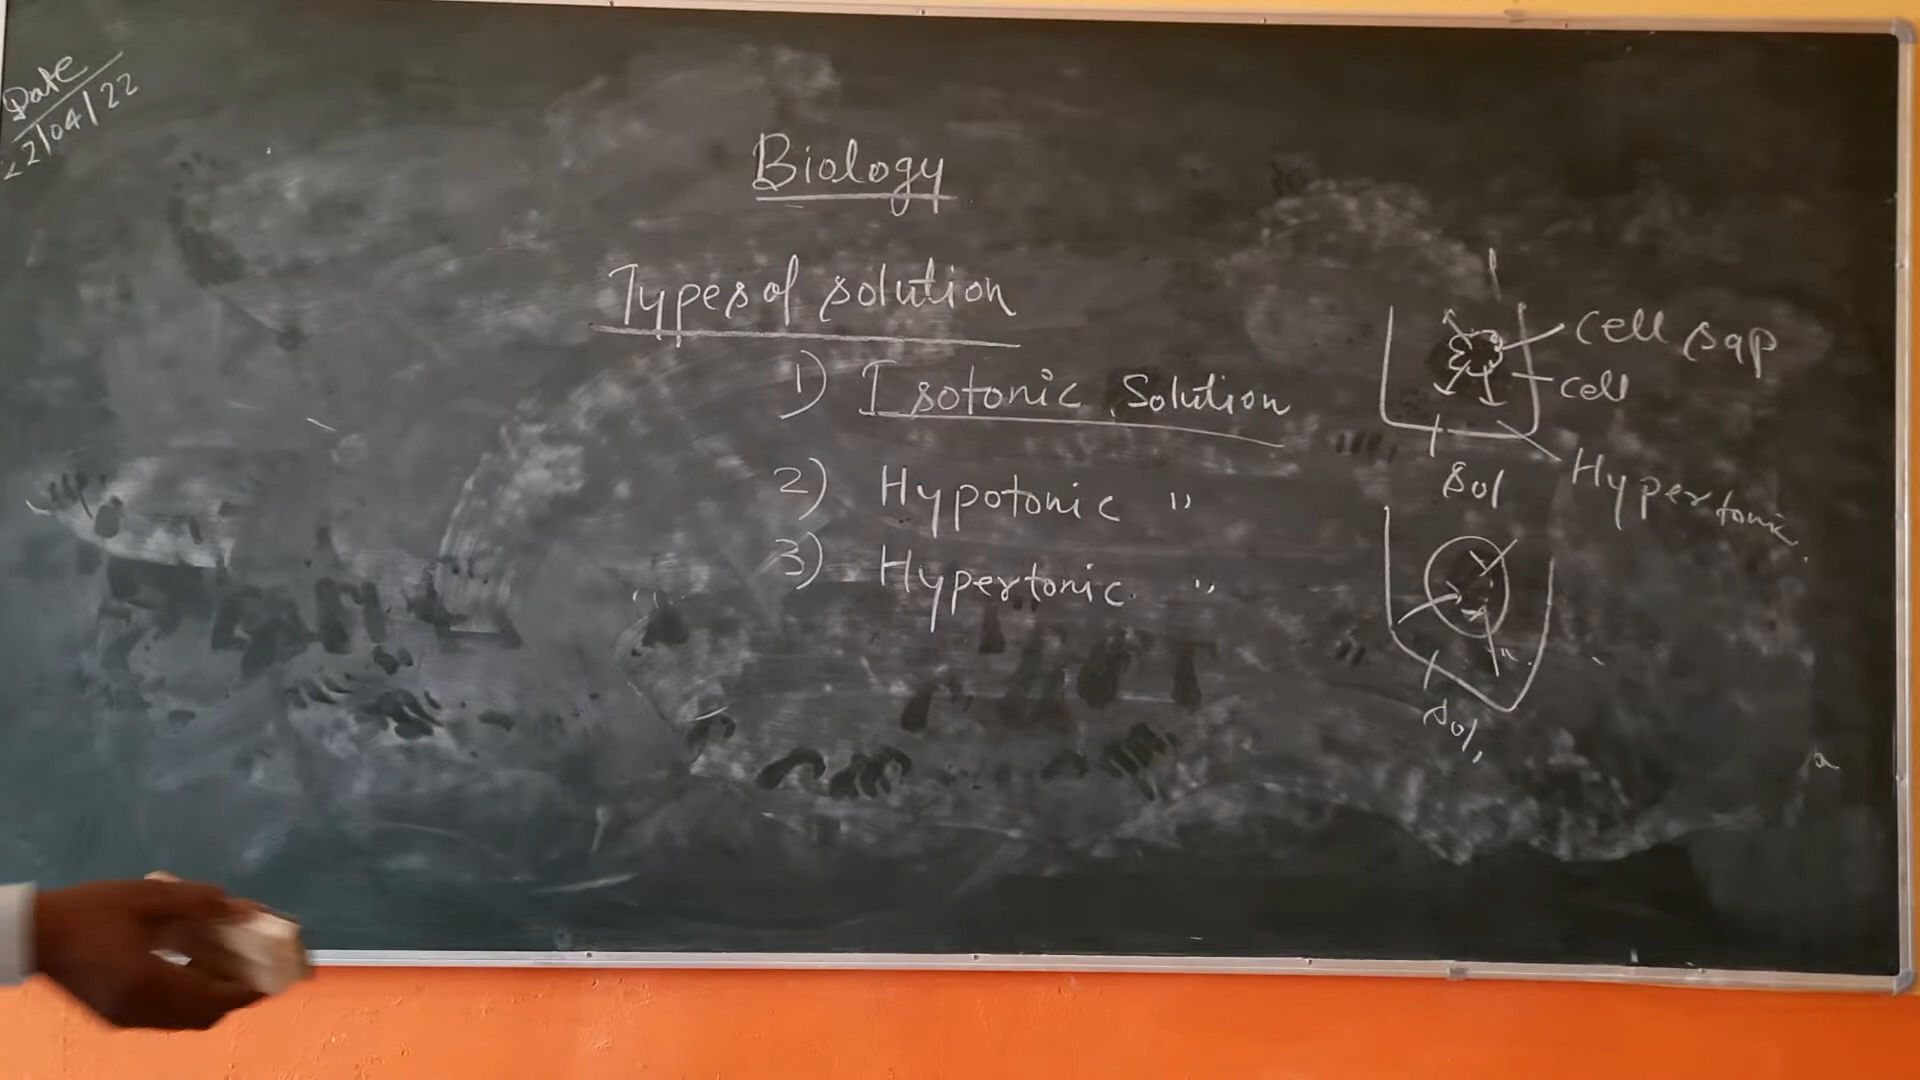 Date
22/04/22
Biology
Types of solution
1) Isotonic Solution
2) Hypotonic "
3) Hypertonic "
Cell sap
Cell
Sol
Hypertonic
Sol